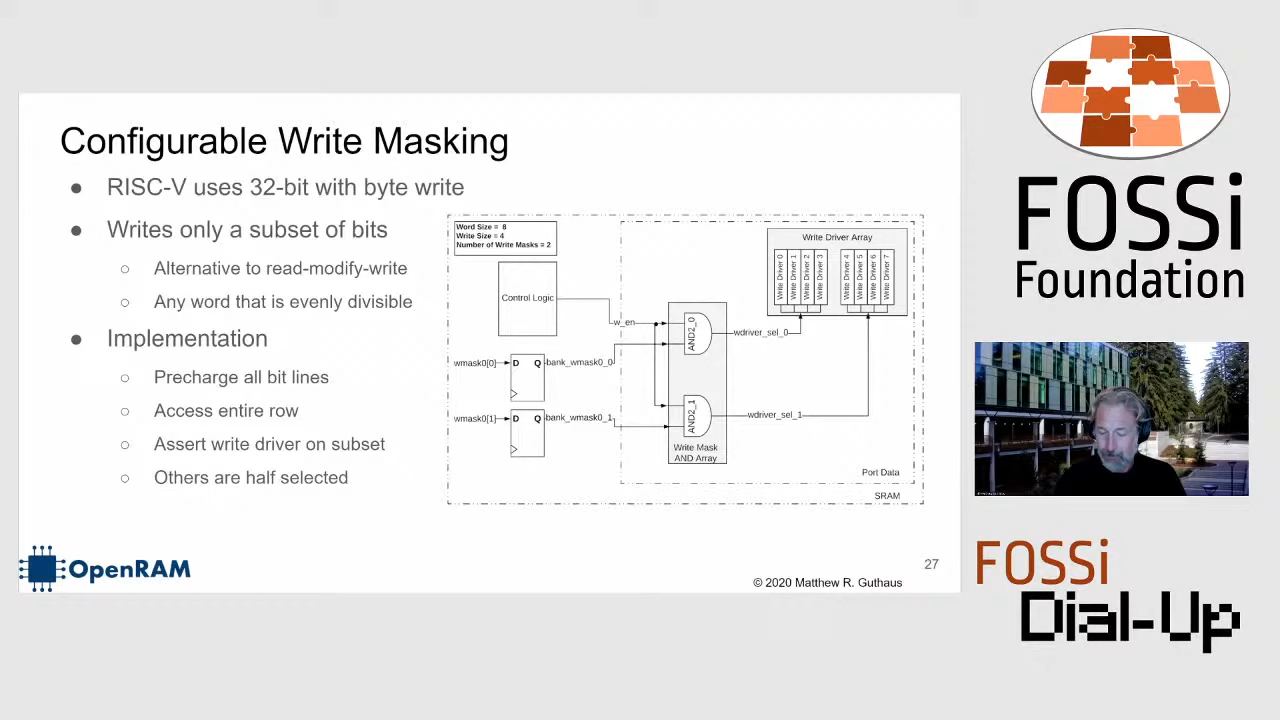 Configurable Write Masking
● RISC-V uses 32-bit with byte write
● Writes only a subset of bits
○ Alternative to read-modify-write
○ Any word that is evenly divisible
● Implementation
○ Precharge all bit lines
○ Access entire row
○ Assert write driver on subset
○ Others are half selected
Word Size = 8
Write Size = 4
Number of Write Masks = 2
Control Logic
w_en
wmask0[0]
D Q
bank_wmask0_0
wmask0[1]
D Q
bank_wmask0_1
AND2_0
AND2_1
Write Mask
AND Array
wdriver_sel_0
wdriver_sel_1
Write Driver Array
Write Driver 0
Write Driver 1
Write Driver 2
Write Driver 3
Write Driver 4
Write Driver 5
Write Driver 6
Write Driver 7
Port Data
SRAM
OpenRAM
27
© 2020 Matthew R. Guthaus
FOSSi
Foundation
FOSSi
Dial-Up